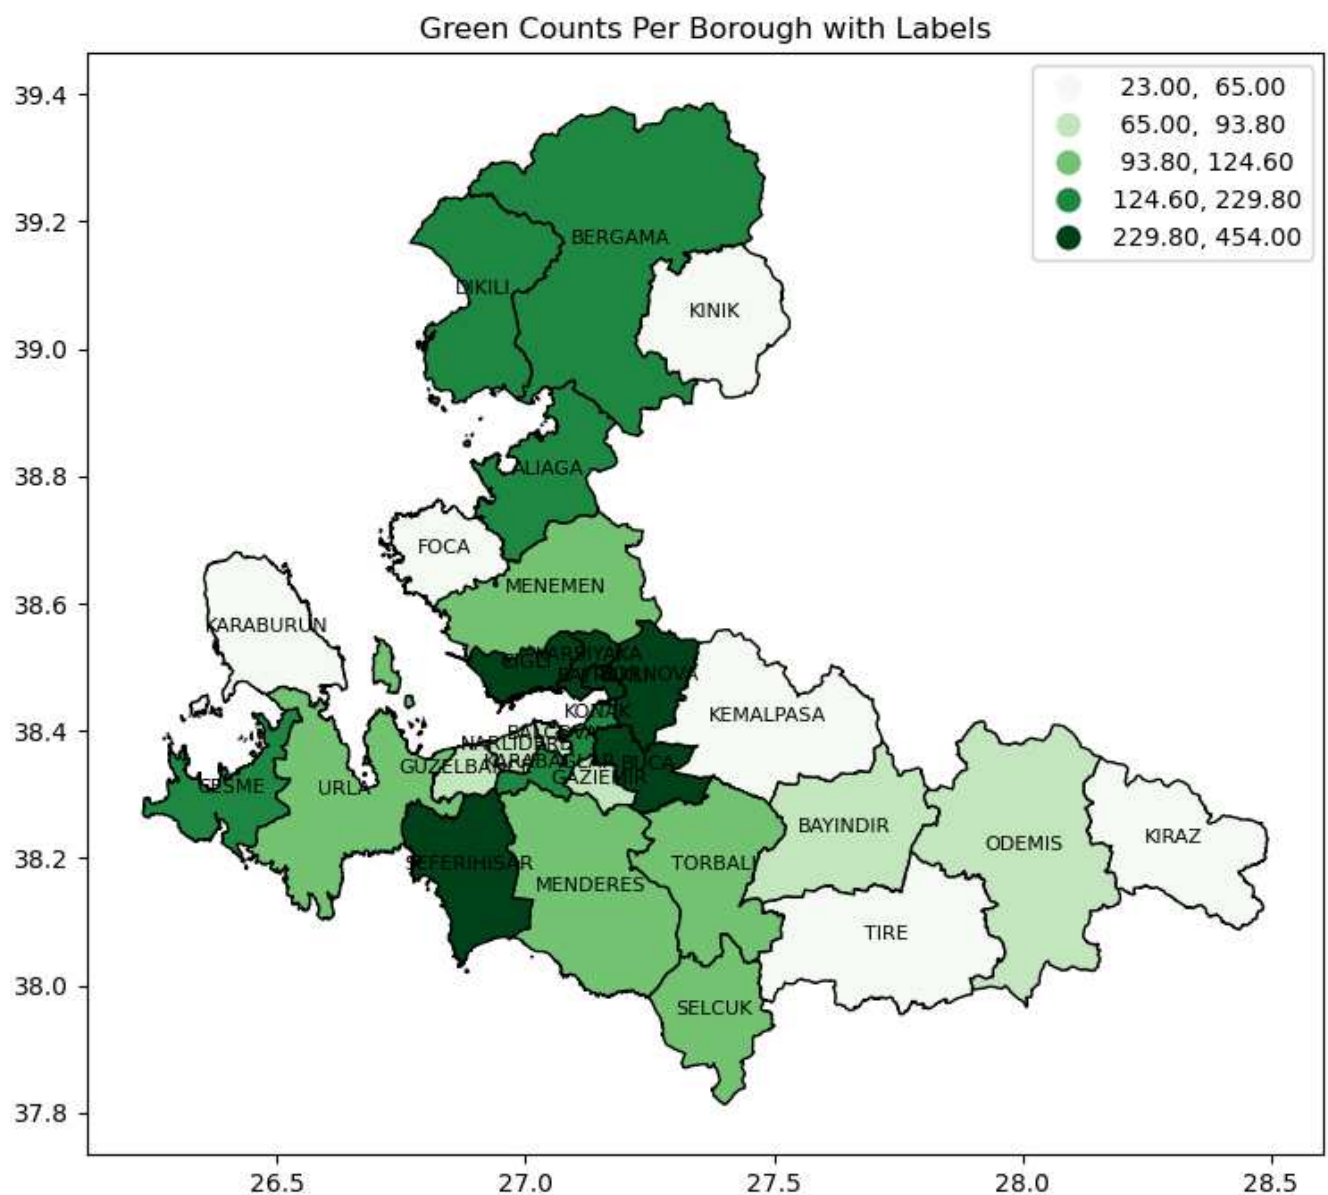 Green Counts Per Borough with Labels
23.00, 65.00
65.00, 93.80
93.80, 124.60
124.60, 229.80
229.80, 454.00
39.4
39.2
39.0
38.8
38.6
38.4
38.2
38.0
37.8
BERGAMA
DIKILI
KINIK
ALIAGA
FOCA
MENEMEN
KARABURUN
KARSIYAKA
CIGLI
BORNOVA
KONAK
KEMALPASA
BALCOVA
NARLIDERE
KARABAGLAR
BUCA
GUZELBAHCE
GAZIEMIR
CESME
URLA
BAYINDIR
ODEMIS
KIRAZ
SEFERIHISAR
TORBALI
MENDERES
TIRE
SELCUK
26.5
27.0
27.5
28.0
28.5